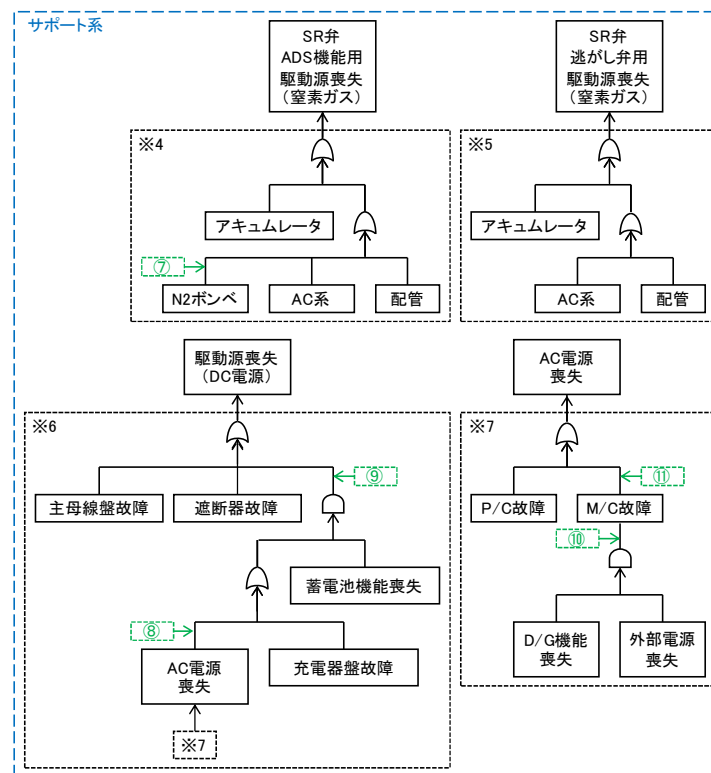 サポート系
SR弁
ADS機能用
駆動源喪失
(窒素ガス)
SR弁
逃がし弁用
駆動源喪失
(窒素ガス)
※4
アキュムレータ
⑦
N2ボンベ
AC系
配管
※5
アキュムレータ
AC系
配管
駆動源喪失
(DC電源)
AC電源
喪失
※6
⑨
主母線盤故障
遮断器故障
蓄電池機能喪失
⑧
AC電源
喪失
充電器盤故障
※7
※7
⑪
P/C故障
M/C故障
⑩
D/G機能
喪失
外部電源
喪失